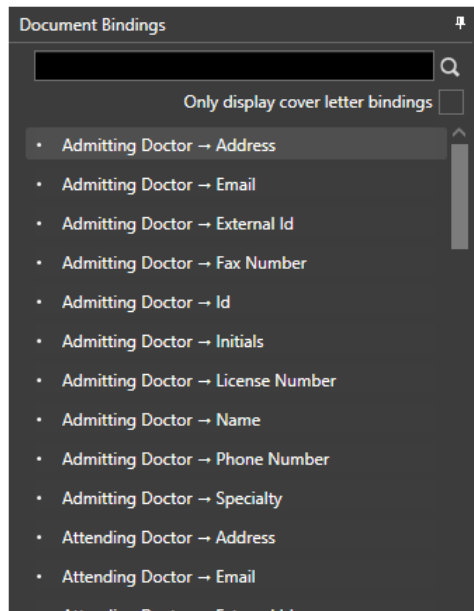 Document Bindings
Only display cover letter bindings
• Admitting Doctor → Address
• Admitting Doctor → Email
• Admitting Doctor → External Id
• Admitting Doctor → Fax Number
• Admitting Doctor → Id
• Admitting Doctor → Initials
• Admitting Doctor → License Number
• Admitting Doctor → Name
• Admitting Doctor → Phone Number
• Admitting Doctor → Specialty
• Attending Doctor → Address
• Attending Doctor → Email